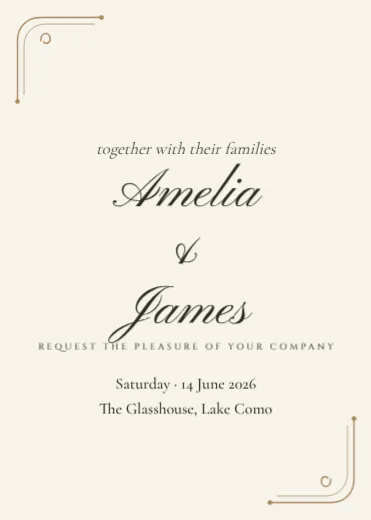 together with their families
Amelia
&
James
REQUEST THE PLEASURE OF YOUR COMPANY
Saturday · 14 June 2026
The Glasshouse, Lake Como